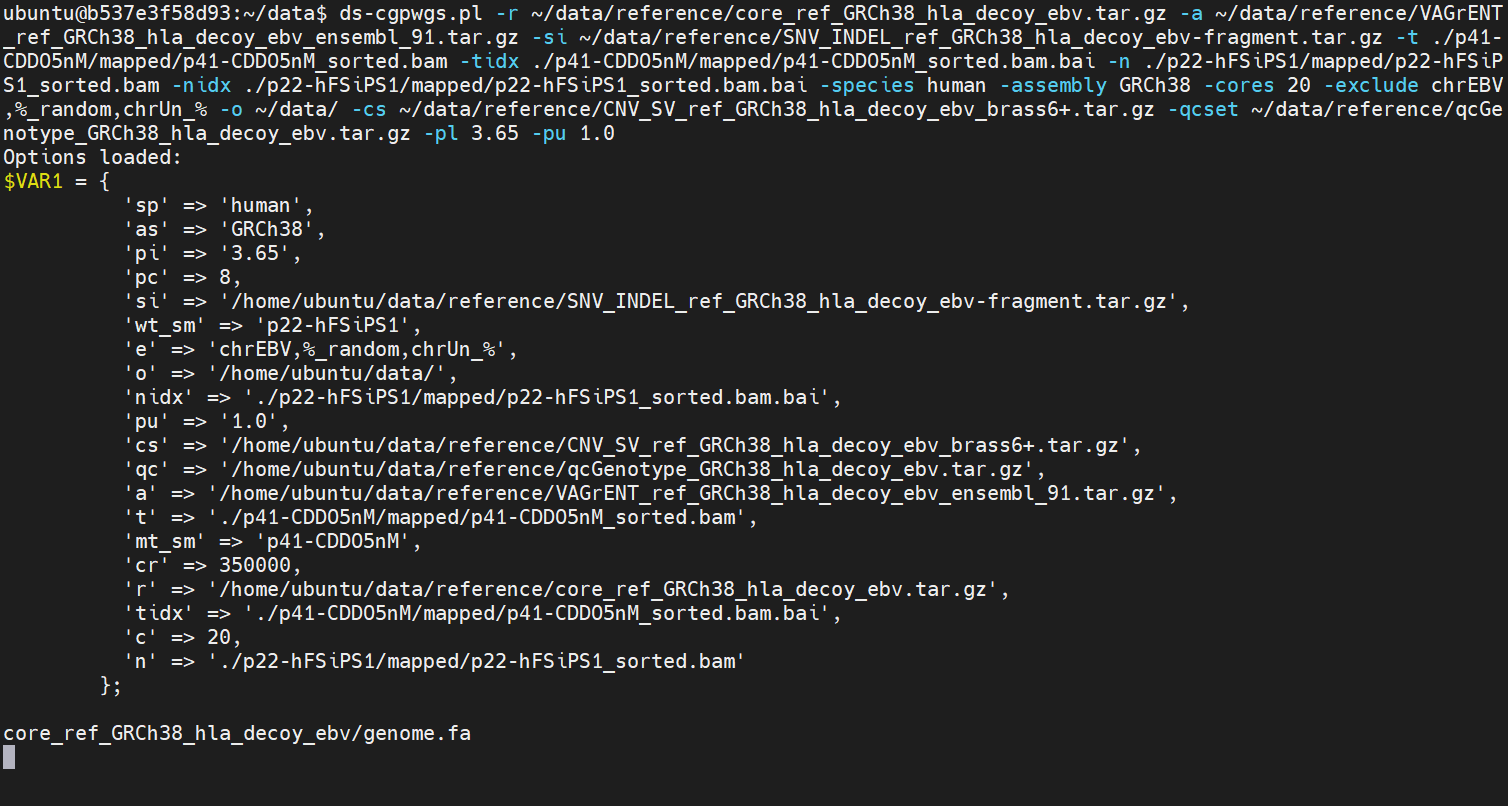 ubuntu@b537e3f58d93:~/data$ ds-cgpwgs.pl -r ~/data/reference/core_ref_GRCh38_hla_decoy_ebv.tar.gz -a ~/data/reference/VAGrENT
_ref_GRCh38_hla_decoy_ebv_ensembl_91.tar.gz -si ~/data/reference/SNV_INDEL_ref_GRCh38_hla_decoy_ebv-fragment.tar.gz -t ./p41-
CDDO5nM/mapped/p41-CDDO5nM_sorted.bam -tidx ./p41-CDDO5nM/mapped/p41-CDDO5nM_sorted.bam.bai -n ./p22-hFSiPS1/mapped/p22-hFSiP
S1_sorted.bam -nidx ./p22-hFSiPS1/mapped/p22-hFSiPS1_sorted.bam.bai -species human -assembly GRCh38 -cores 20 -exclude chrEBV
,%_random,chrUn_% -o ~/data/ -cs ~/data/reference/CNV_SV_ref_GRCh38_hla_decoy_ebv_brass6+.tar.gz -qcset ~/data/reference/qcGe
notype_GRCh38_hla_decoy_ebv.tar.gz -pl 3.65 -pu 1.0
Options loaded:
$VAR1 = {
'sp' => 'human',
'as' => 'GRCh38',
'pi' => '3.65',
'pc' => 8,
'si' => '/home/ubuntu/data/reference/SNV_INDEL_ref_GRCh38_hla_decoy_ebv-fragment.tar.gz',
'wt_sm' => 'p22-hFSiPS1',
'e' => 'chrEBV,%_random,chrUn_%',
'o' => '/home/ubuntu/data/',
'nidx' => './p22-hFSiPS1/mapped/p22-hFSiPS1_sorted.bam.bai',
'pu' => '1.0',
'cs' => '/home/ubuntu/data/reference/CNV_SV_ref_GRCh38_hla_decoy_ebv_brass6+.tar.gz',
'qc' => '/home/ubuntu/data/reference/qcGenotype_GRCh38_hla_decoy_ebv.tar.gz',
'a' => '/home/ubuntu/data/reference/VAGrENT_ref_GRCh38_hla_decoy_ebv_ensembl_91.tar.gz',
't' => './p41-CDDO5nM/mapped/p41-CDDO5nM_sorted.bam',
'mt_sm' => 'p41-CDDO5nM',
'cr' => 350000,
'r' => '/home/ubuntu/data/reference/core_ref_GRCh38_hla_decoy_ebv.tar.gz',
'tidx' => './p41-CDDO5nM/mapped/p41-CDDO5nM_sorted.bam.bai',
'c' => 20,
'n' => './p22-hFSiPS1/mapped/p22-hFSiPS1_sorted.bam'
};
core_ref_GRCh38_hla_decoy_ebv/genome.fa